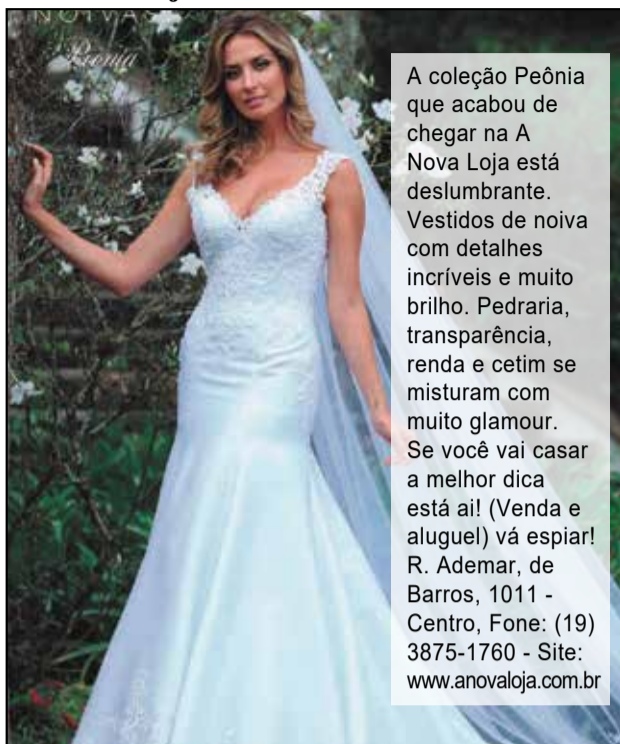 NOIVAS
A coleção Peônia
que acabou de
chegar na A
Nova Loja está
deslumbrante.
Vestidos de noiva
com detalhes
incríveis e muito
brilho. Pedraria,
transparência,
renda e cetim se
misturam com
muito glamour.
Se você vai casar
a melhor dica
está ai! (Venda e
aluguel) vá espiar!
R. Ademar, de
Barros, 1011 -
Centro, Fone: (19)
3875-1760 - Site:
www.anovaloja.com.br